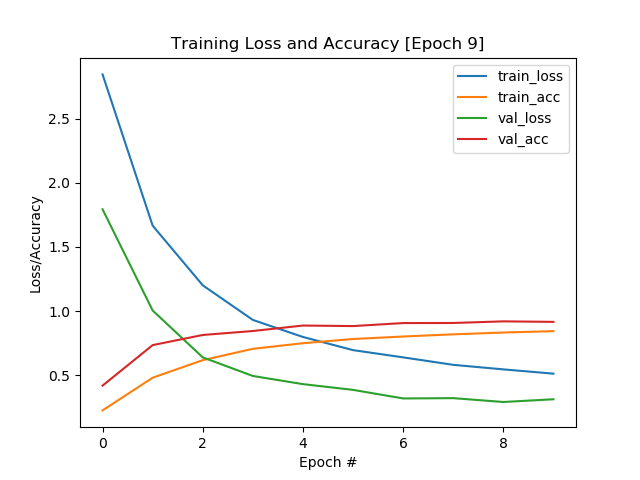 Training Loss and Accuracy [Epoch 9]
train_loss
train_acc
val_loss
val_acc
2.5
2.0
1.5
1.0
0.5
Loss/Accuracy
0 2 4 6 8
Epoch #